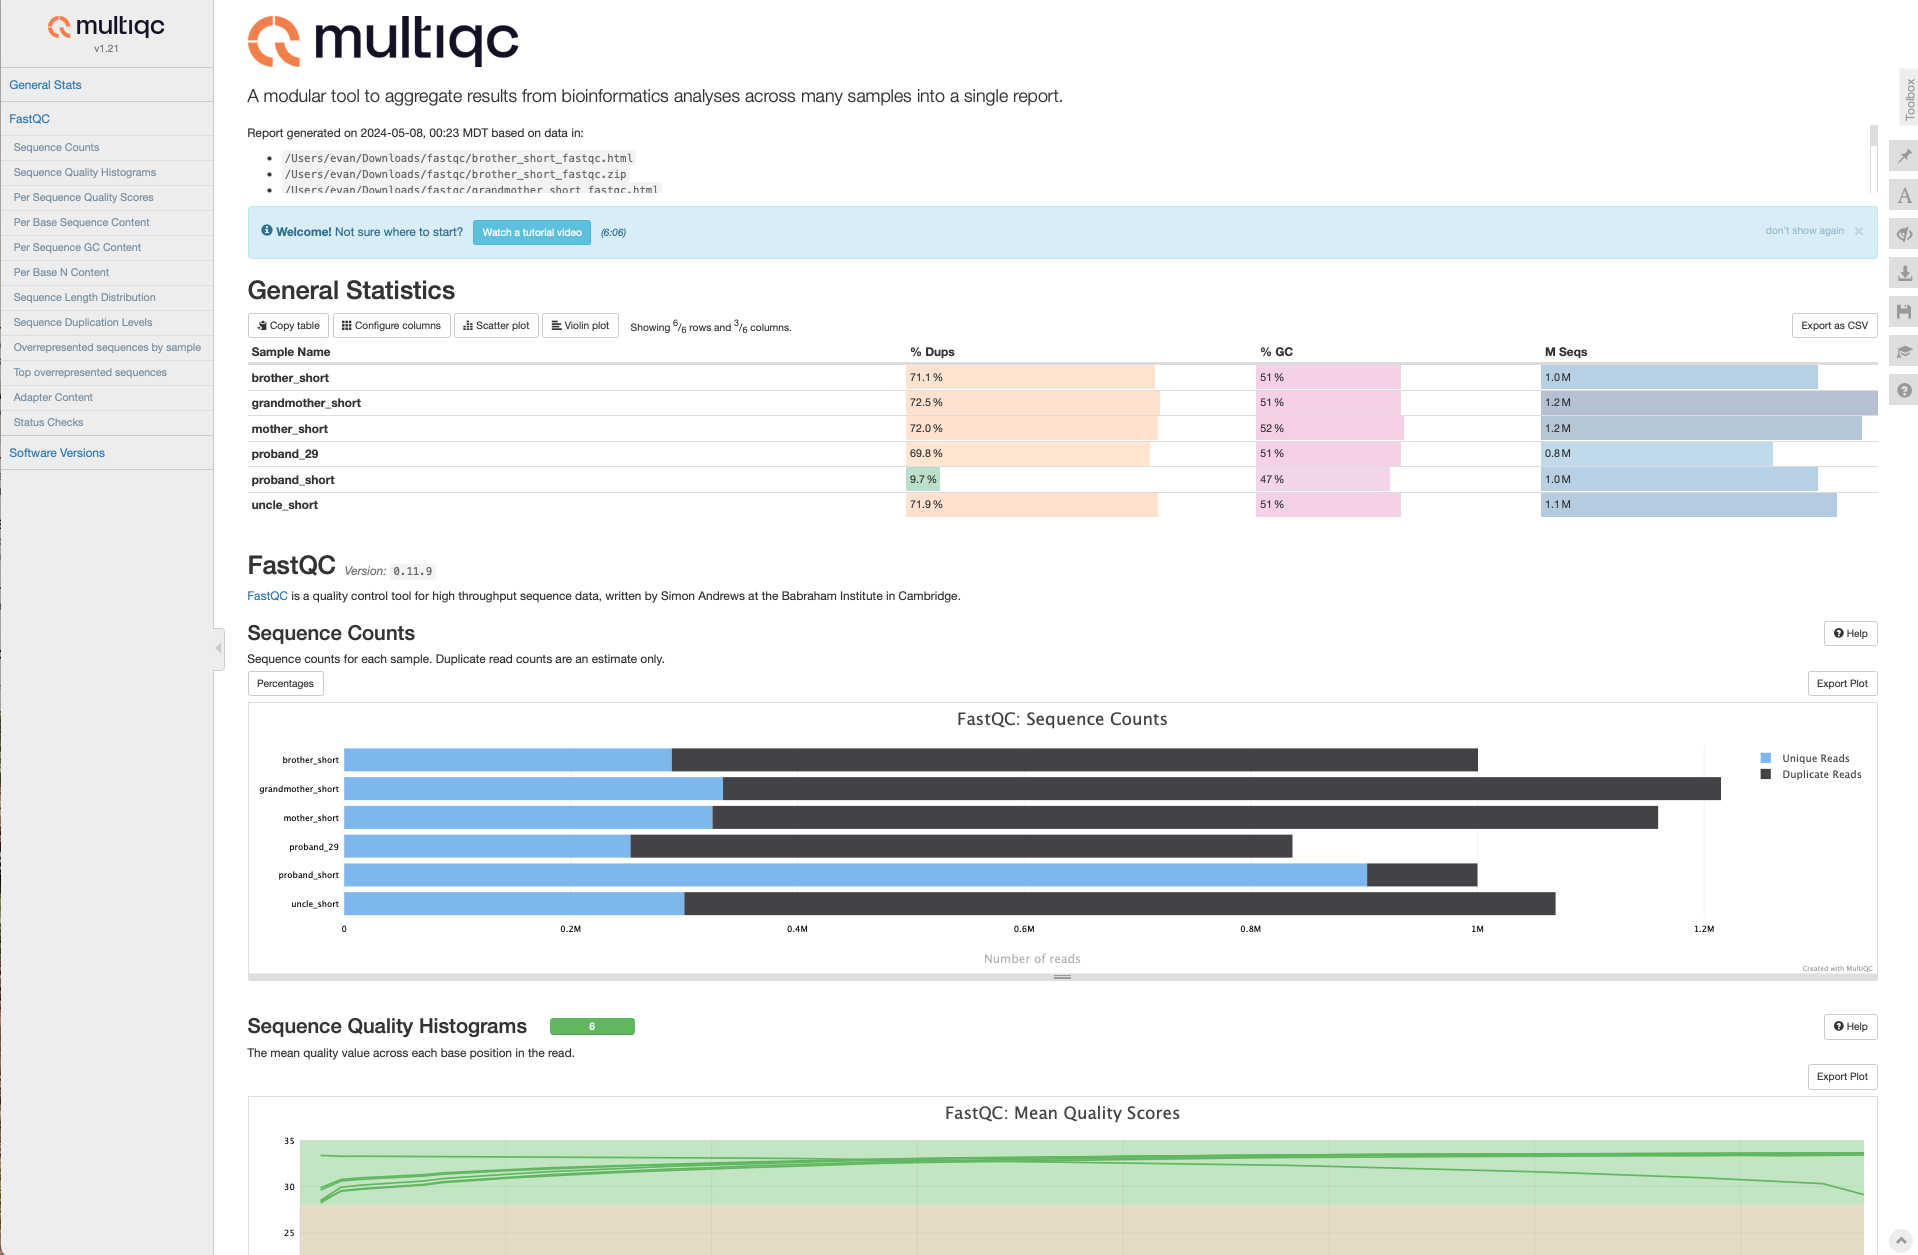 multiqc
v1.21
General Stats
FastQC
Sequence Counts
Sequence Quality Histograms
Per Sequence Quality Scores
Per Base Sequence Content
Per Sequence GC Content
Per Base N Content
Sequence Length Distribution
Sequence Duplication Levels
Overrepresented sequences by sample
Top overrepresented sequences
Adapter Content
Status Checks
Software Versions
multiqc
A modular tool to aggregate results from bioinformatics analyses across many samples into a single report.
Report generated on 2024-05-08, 00:23 MDT based on data in:
/Users/evan/Downloads/fastqc/brother_short_fastqc.html
/Users/evan/Downloads/fastqc/brother_short_fastqc.zip
/Users/evan/Downloads/fastqc/grandmother_short_fastqc.html
Welcome! Not sure where to start? Watch a tutorial video (6:06) don't show again ×
General Statistics
Copy table Configure columns Scatter plot Violin plot Showing 6/6 rows and 3/6 columns. Export as CSV
Sample Name % Dups % GC M Seqs
brother_short 71.1 % 51 % 1.0 M
grandmother_short 72.5 % 51 % 1.2 M
mother_short 72.0 % 52 % 1.2 M
proband_29 69.8 % 51 % 0.8 M
proband_short 9.7 % 47 % 1.0 M
uncle_short 71.9 % 51 % 1.1 M
FastQC Version: 0.11.9
FastQC is a quality control tool for high throughput sequence data, written by Simon Andrews at the Babraham Institute in Cambridge.
Sequence Counts Help
Sequence counts for each sample. Duplicate read counts are an estimate only.
Percentages Export Plot
FastQC: Sequence Counts
brother_short
grandmother_short
mother_short
proband_29
proband_short
uncle_short
0 0.2M 0.4M 0.6M 0.8M 1M 1.2M
Number of reads
Unique Reads
Duplicate Reads
Created with MultiQC
Sequence Quality Histograms 6 Help
The mean quality value across each base position in the read.
Export Plot
FastQC: Mean Quality Scores
35
30
25
Toolbox
A